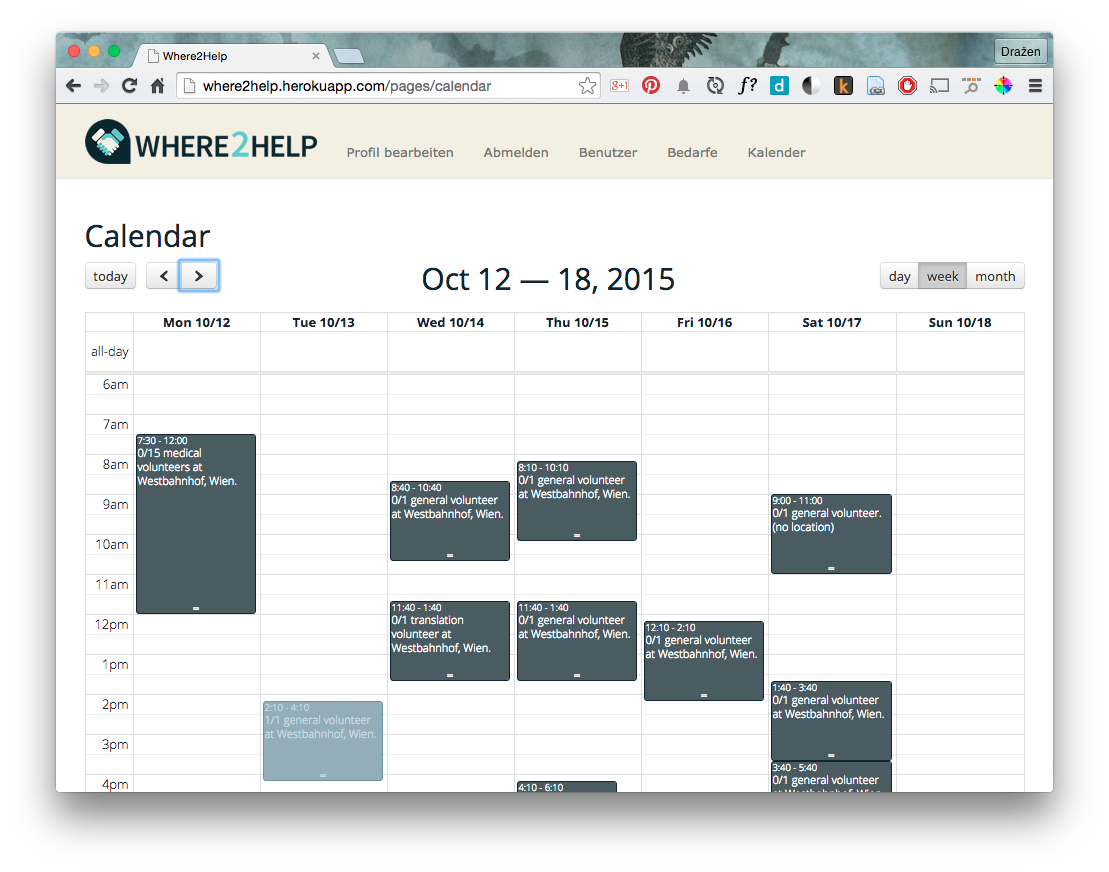 Where2Help
Dražen
where2help.herokuapp.com/pages/calendar
g+1
f?
d
k
WHERE2HELP
Profil bearbeiten
Abmelden
Benutzer
Bedarfe
Kalender
Calendar
today
Oct 12 — 18, 2015
day
week
month
Mon 10/12
Tue 10/13
Wed 10/14
Thu 10/15
Fri 10/16
Sat 10/17
Sun 10/18
all-day
6am
7am
8am
9am
10am
11am
12pm
1pm
2pm
3pm
4pm
7:30 - 12:00
0/15 medical
volunteers at
Westbahnhof, Wien.
2:10 - 4:10
1/1 general volunteer
at Westbahnhof, Wien.
8:40 - 10:40
0/1 general volunteer
at Westbahnhof, Wien.
11:40 - 1:40
0/1 translation
volunteer at
Westbahnhof, Wien.
8:10 - 10:10
0/1 general volunteer
at Westbahnhof, Wien.
11:40 - 1:40
0/1 general volunteer
at Westbahnhof, Wien.
4:10 - 6:10
12:10 - 2:10
0/1 general volunteer
at Westbahnhof, Wien.
9:00 - 11:00
0/1 general volunteer.
(no location)
1:40 - 3:40
0/1 general volunteer
at Westbahnhof, Wien.
3:40 - 5:40
0/1 general volunteer